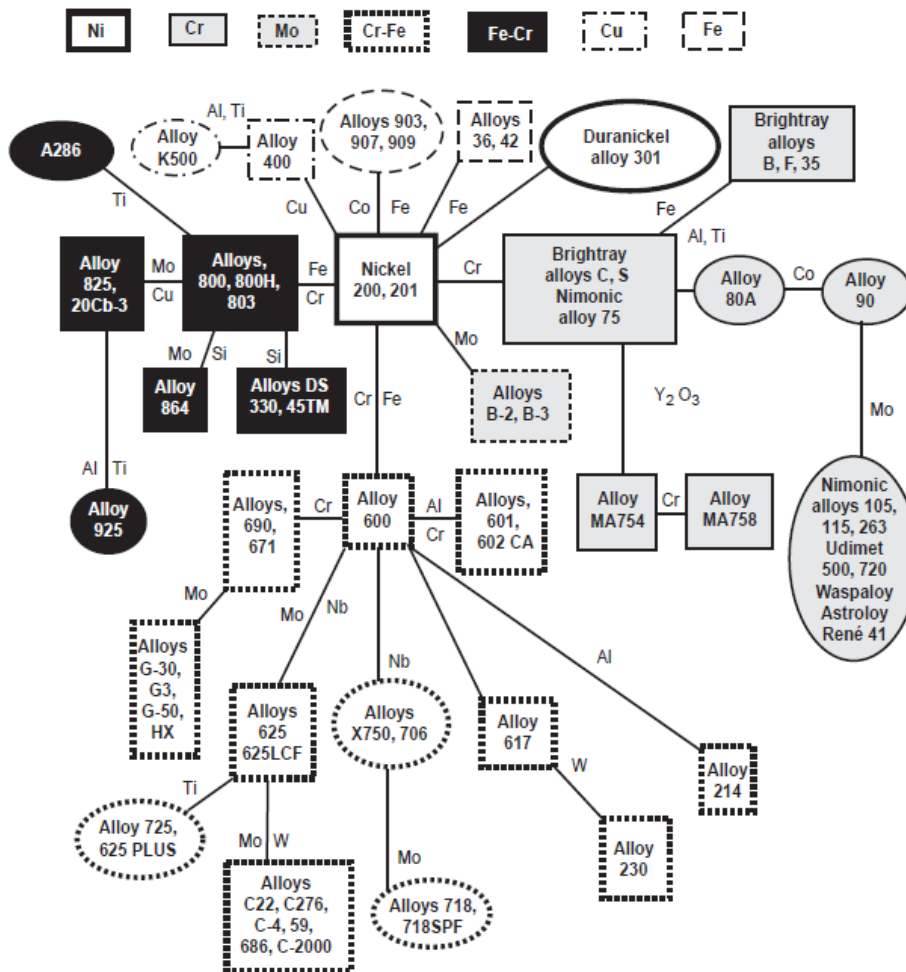 Ni
Cr
Mo
Cr-Fe
Fe-Cr
Cu
Fe
A286
Alloy
K500
Al, Ti
Alloy
400
Alloys 903,
907, 909
Alloys
36, 42
Duranickel
alloy 301
Brightray
alloys
B, F, 35
Ti
Cu
Co
Fe
Fe
Fe
Alloy
825,
20Cb-3
Mo
Cu
Alloys,
800, 800H,
803
Fe
Cr
Nickel
200, 201
Cr
Brightray
alloys C, S
Nimonic
alloy 75
Al, Ti
Alloy
80A
Co
Alloy
90
Mo
Si
Si
Alloy
864
Alloys DS
330, 45TM
Cr
Fe
Mo
Alloys
B-2, B-3
Y2 O3
Mo
Al
Ti
Alloy
925
Alloys,
690,
671
Cr
Alloy
600
Al
Cr
Alloys,
601,
602 CA
Alloy
MA754
Cr
Alloy
MA758
Nimonic
alloys 105,
115, 263
Udimet
500, 720
Waspaloy
Astroloy
René 41
Mo
Mo
Nb
Nb
Al
Alloys
G-30,
G3,
G-50,
HX
Alloys
625
625LCF
Alloys
X750, 706
Alloy
617
W
Alloy
214
Ti
Alloy 725,
625 PLUS
Mo
W
Alloys
C22, C276,
C-4, 59,
686, C-2000
Mo
Alloys 718,
718SPF
Alloy
230